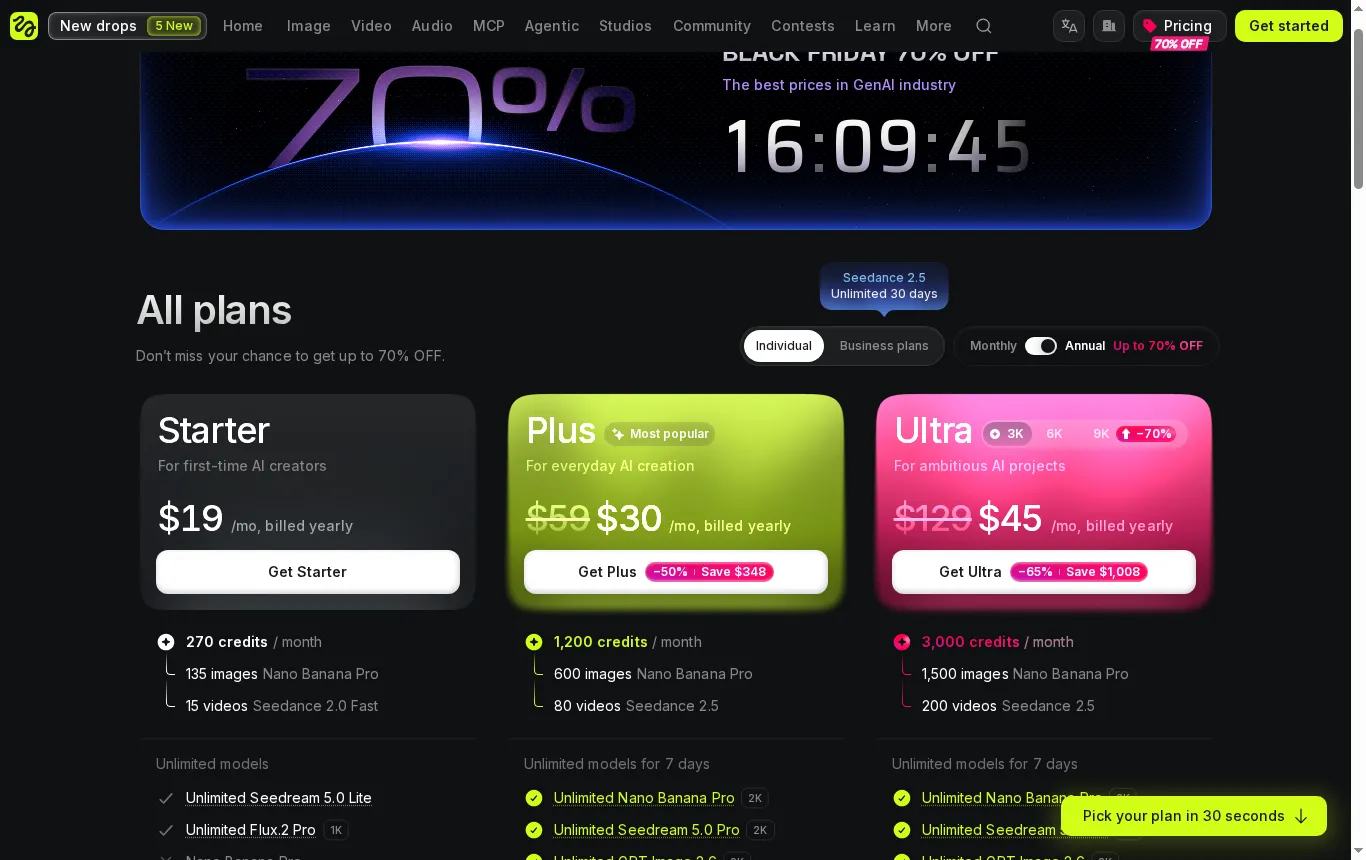 New drops 5 New Home Image Video Audio MCP Agentic Studios Community Contests Learn More Pricing Get started
70% OFF
BLACK FRIDAY 70% OFF
70%
The best prices in GenAI industry
16:09:45
Seedance 2.5
Unlimited 30 days
All plans
Don't miss your chance to get up to 70% OFF.
Individual Business plans Monthly Annual Up to 70% OFF
Starter
For first-time AI creators
$19 /mo, billed yearly
Get Starter
270 credits / month
135 images Nano Banana Pro
15 videos Seedance 2.0 Fast
Unlimited models
Unlimited Seedream 5.0 Lite
Unlimited Flux.2 Pro 1K
Nano Banana Pro
Plus Most popular
For everyday AI creation
$59 $30 /mo, billed yearly
Get Plus −50% Save $348
1,200 credits / month
600 images Nano Banana Pro
80 videos Seedance 2.5
Unlimited models for 7 days
Unlimited Nano Banana Pro 2K
Unlimited Seedream 5.0 Pro 2K
Ultra 3K 6K 9K −70%
For ambitious AI projects
$129 $45 /mo, billed yearly
Get Ultra −65% Save $1,008
3,000 credits / month
1,500 images Nano Banana Pro
200 videos Seedance 2.5
Unlimited models for 7 days
Unlimited Nano Banana Pro
Unlimited Seedream
Pick your plan in 30 seconds